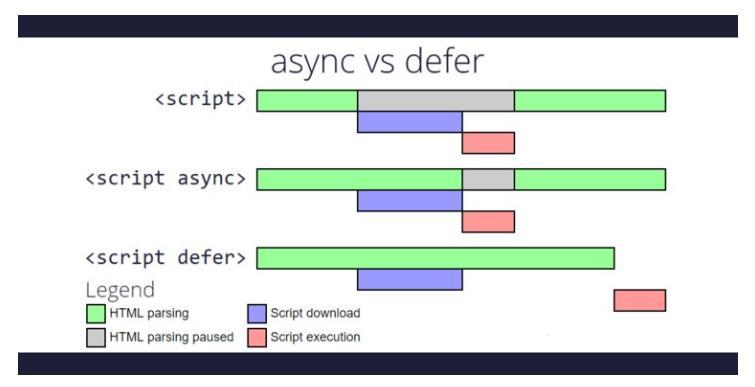 async vs defer
<script>
<script async>
<script defer>
Legend
HTML parsing
Script download
HTML parsing paused
Script execution